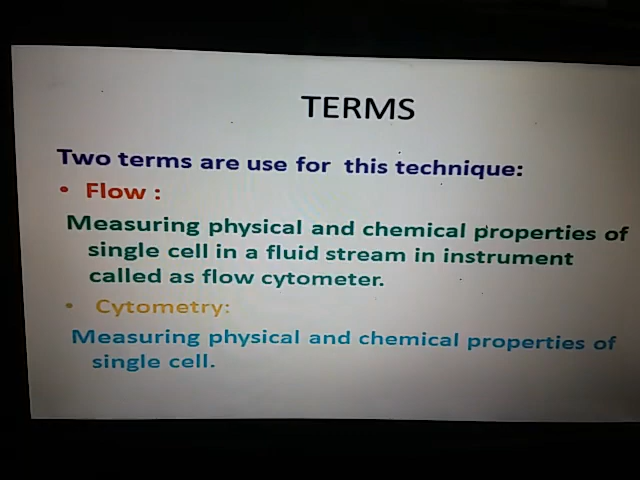 TERMS
Two terms are use for this technique:
• Flow :
Measuring physical and chemical properties of
single cell in a fluid stream in instrument
called as flow cytometer.
• Cytometry:
Measuring physical and chemical properties of
single cell.